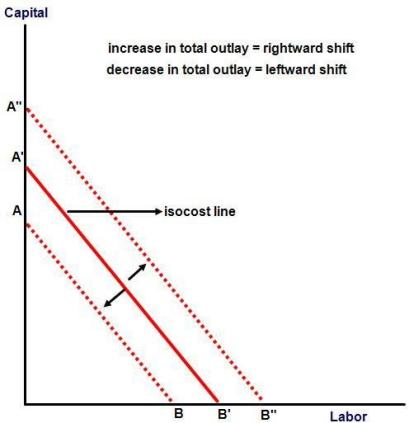 Capital
increase in total outlay = rightward shift
decrease in total outlay = leftward shift
A"
A'
A
isocost line
B
B'
B"
Labor